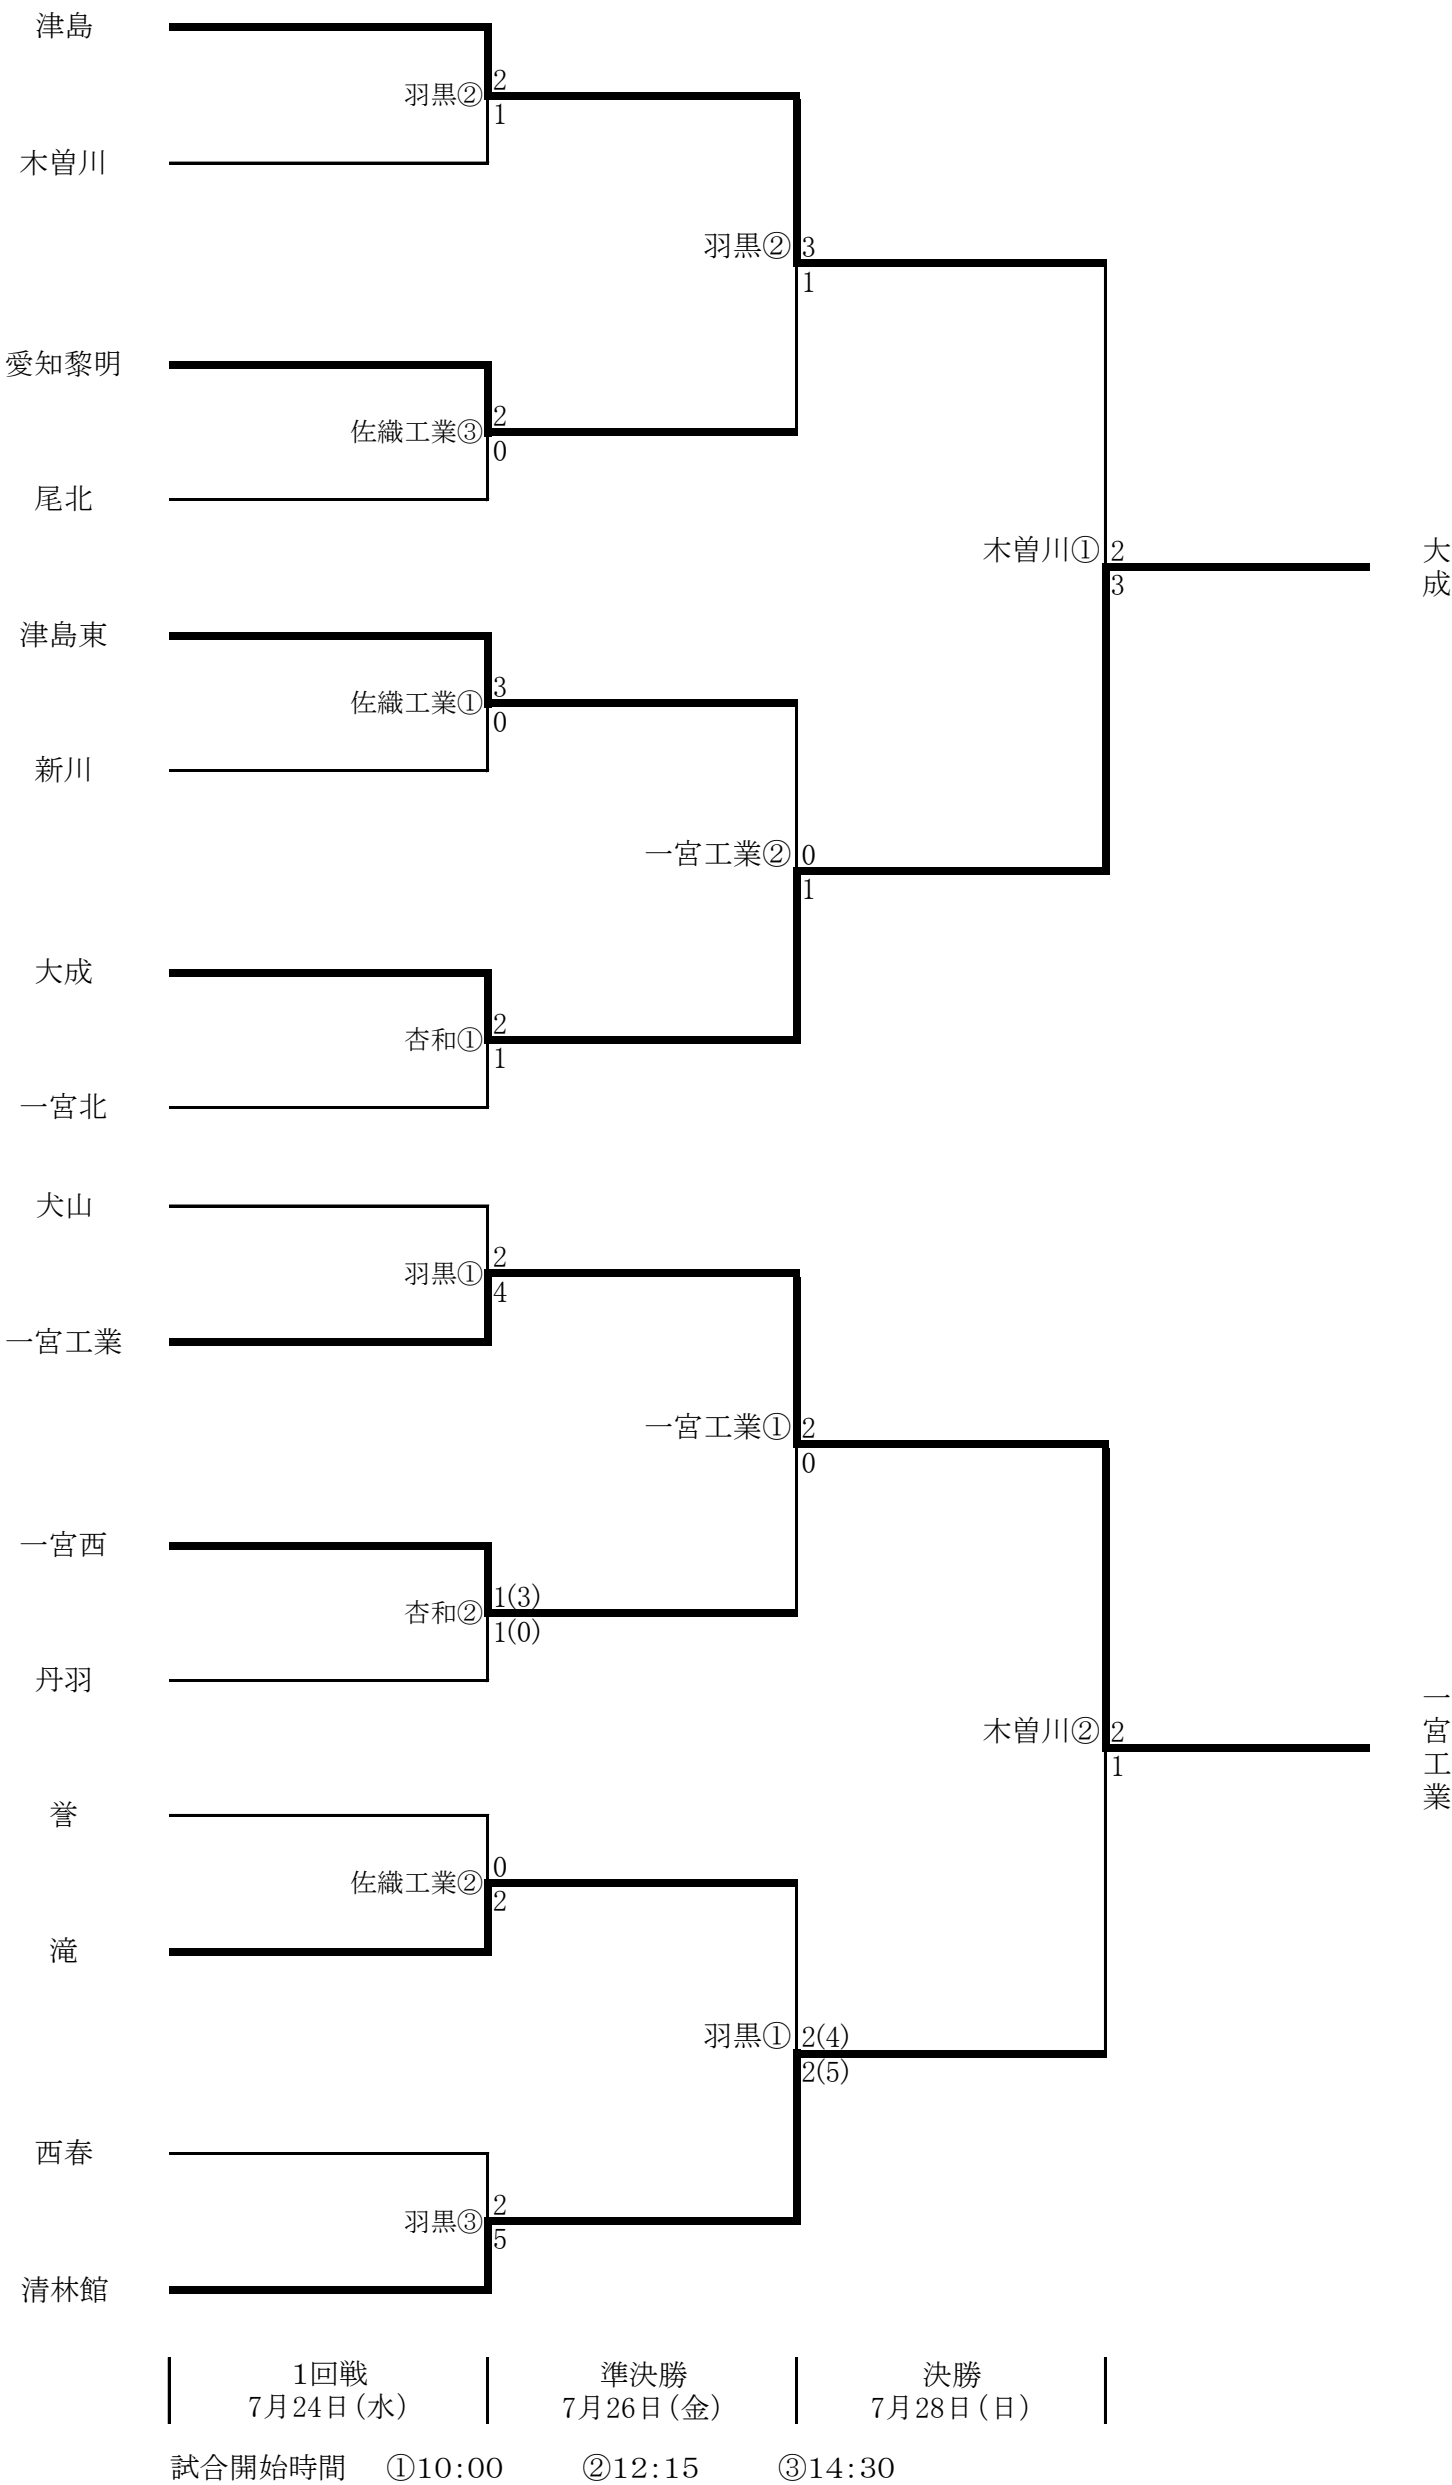 津島
羽黒② 2
1
木曽川
羽黒② 3
1
愛知黎明
佐織工業③ 2
0
尾北
木曽川① 2
3
大成
津島東
佐織工業① 3
0
新川
一宮工業② 0
1
大成
杏和① 2
1
一宮北
犬山
羽黒① 2
4
一宮工業
一宮工業① 2
0
一宮西
杏和② 1(3)
1(0)
丹羽
木曽川② 2
1
一宮工業
誉
佐織工業② 0
2
滝
羽黒① 2(4)
2(5)
西春
羽黒③ 2
5
清林館
1回戦 準決勝 決勝
7月24日(水) 7月26日(金) 7月28日(日)
試合開始時間 ①10:00 ②12:15 ③14:30